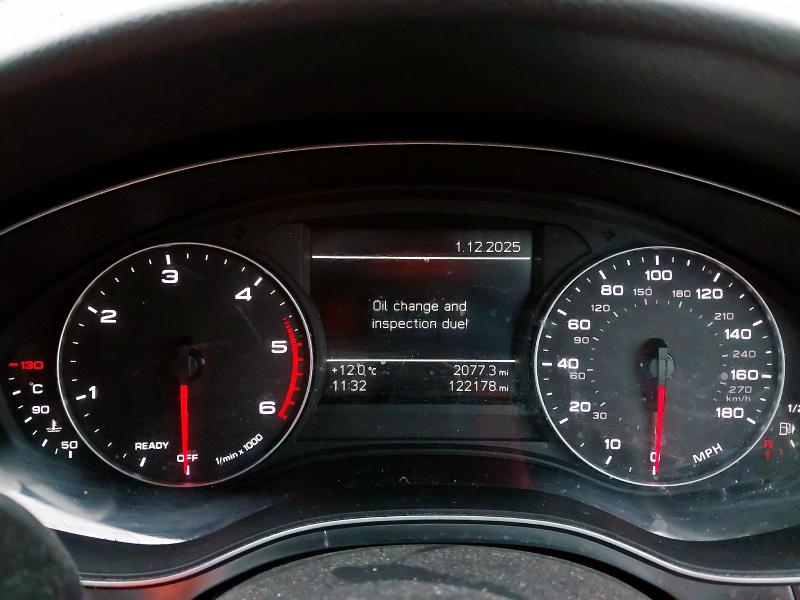 1.12.2025
Oil change and
inspection due!
+12.0 °C 2077.3 mi
11:32 122178 mi
1
2
3
4
5
6
READY
OFF
1/min x 1000
130
°C
90
50
0
10
20
40
60
80
100
120
140
160
180
MPH
30
60
90
120
150
180
210
240
270
km/h
1/2
R